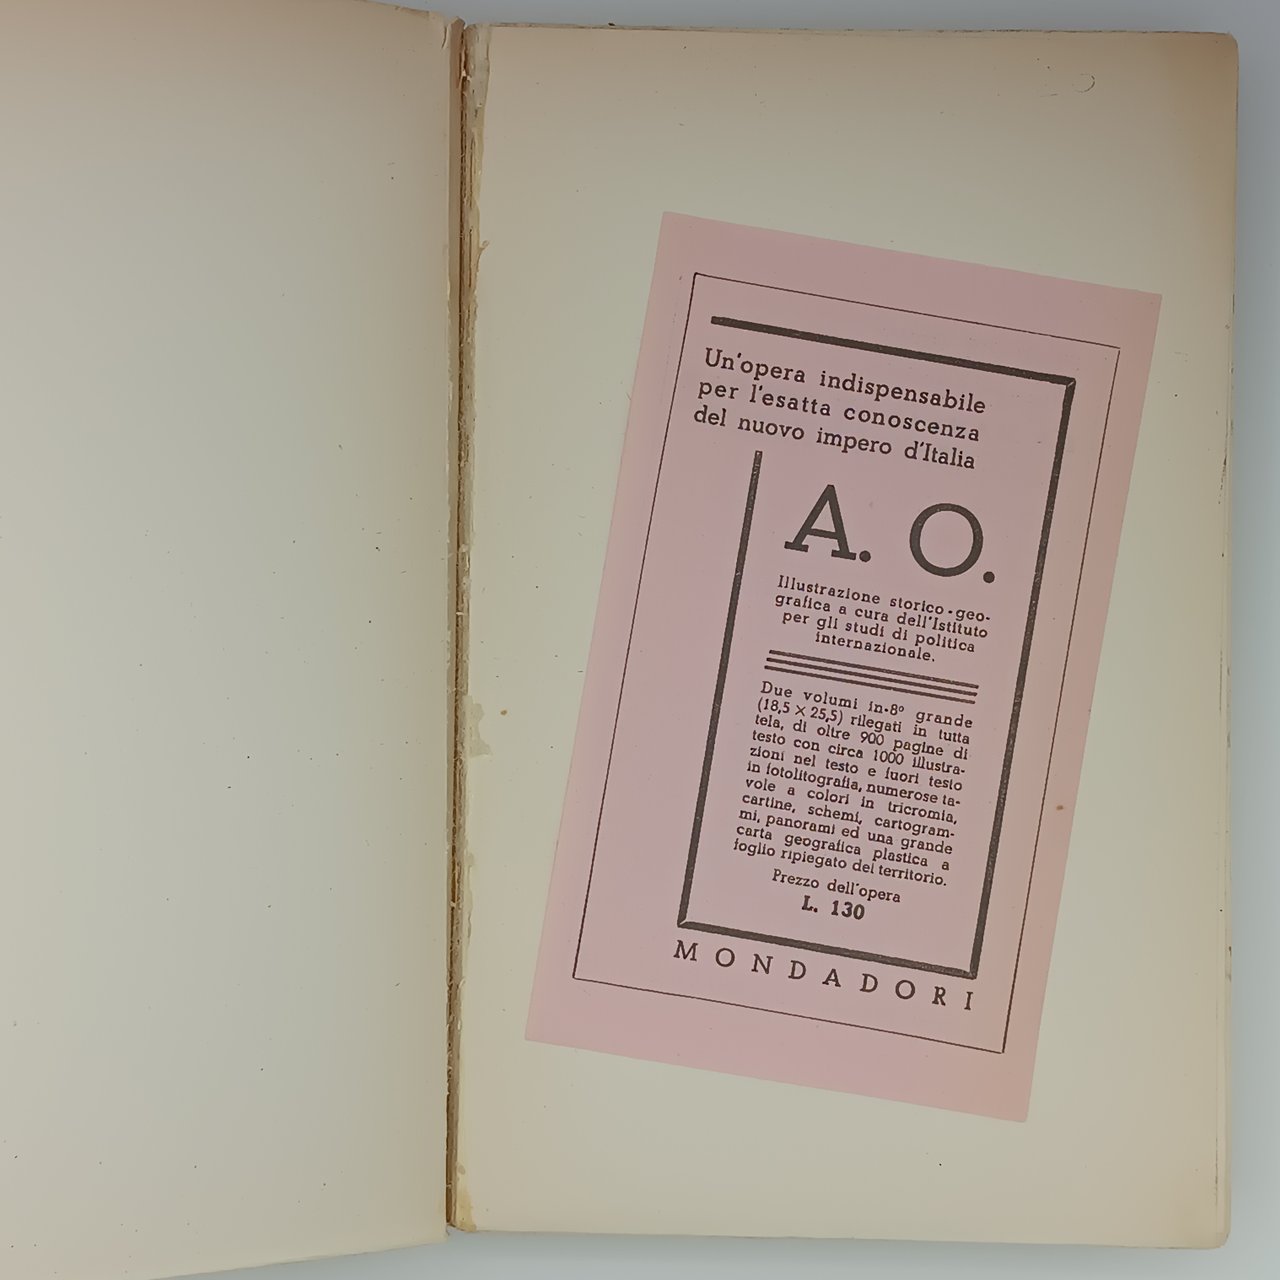 Un'opera indispensabile
per l'esatta conoscenza
del nuovo impero d'Italia
A. O.
Illustrazione storico-geo-
grafica a cura dell'Istituto
per gli studi di politica
internazionale.
Due volumi in-8º grande
(18,5 × 25,5) rilegati in tutta
tela, di oltre 900 pagine di
testo con circa 1000 illustra-
zioni nel testo e fuori testo
in fotolitografia, numerose ta-
vole a colori in tricromia,
cartine, schemi, cartogram-
mi, panorami ed una grande
carta geografica plastica a
foglio ripiegato del territorio.
Prezzo dell'opera
L. 130
MONDADORI